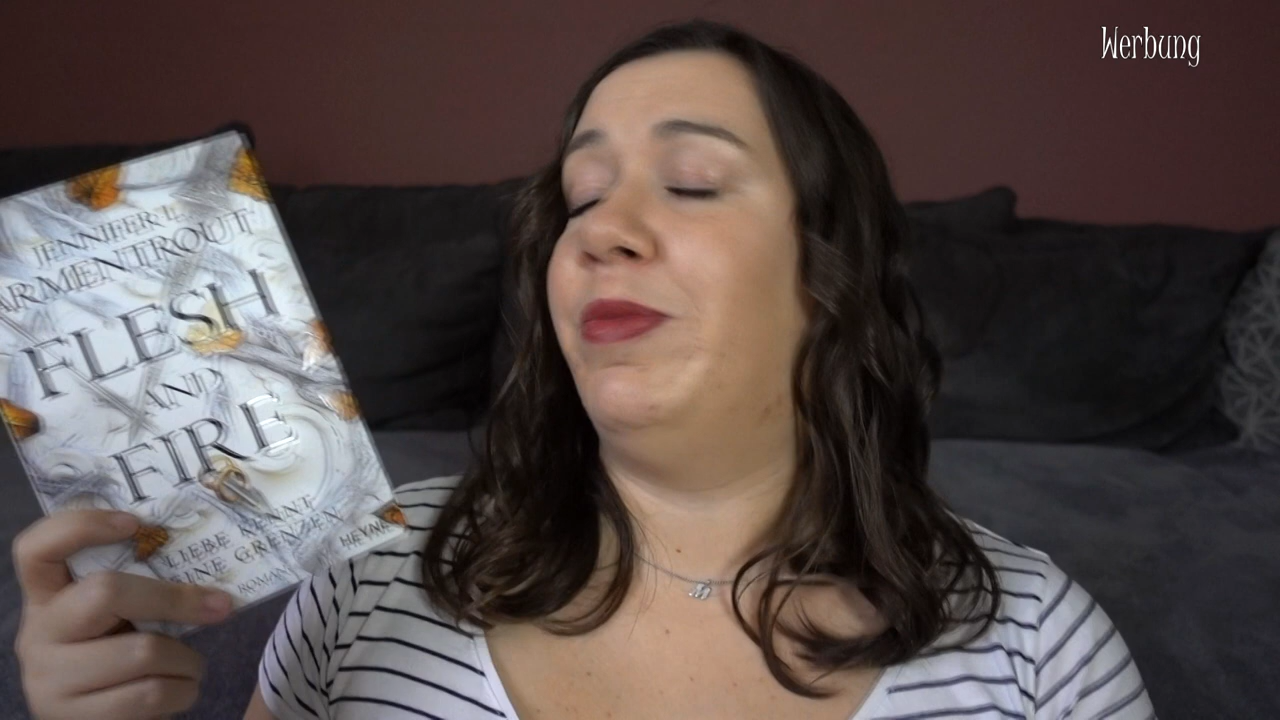 Werbung
JENNIFER L.
ARMENTROUT
FLESH
AND
FIRE
LIEBE KENNT
KEINE GRENZEN
ROMAN
HEYNE